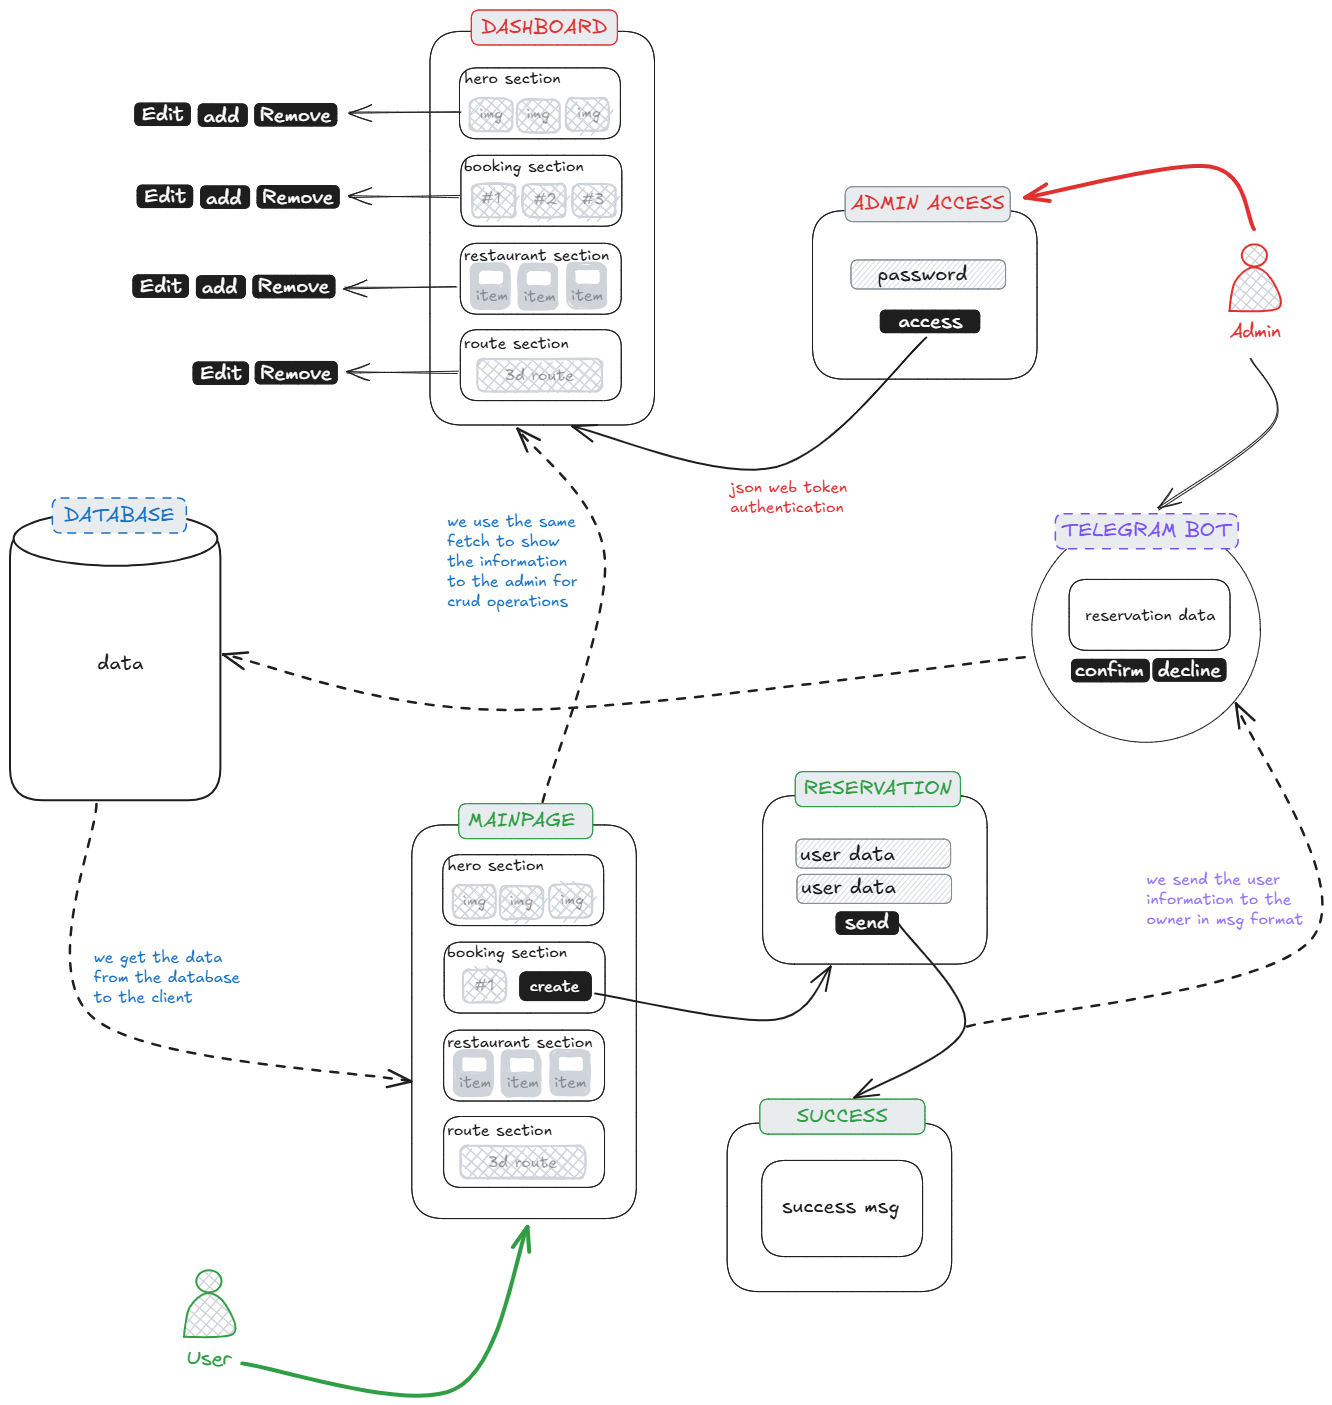 DASHBOARD
hero section
img img img
Edit add Remove
booking section
#1 #2 #3
Edit add Remove
restaurant section
item item item
Edit add Remove
route section
3d route
Edit Remove
ADMIN ACCESS
password
access
Admin
json web token
authentication
DATABASE
data
we use the same
fetch to show
the information
to the admin for
crud operations
TELEGRAM BOT
reservation data
confirm decline
MAINPAGE
hero section
img img img
booking section
#1 create
restaurant section
item item item
route section
3d route
RESERVATION
user data
user data
send
we send the user
information to the
owner in msg format
we get the data
from the database
to the client
SUCCESS
success msg
User